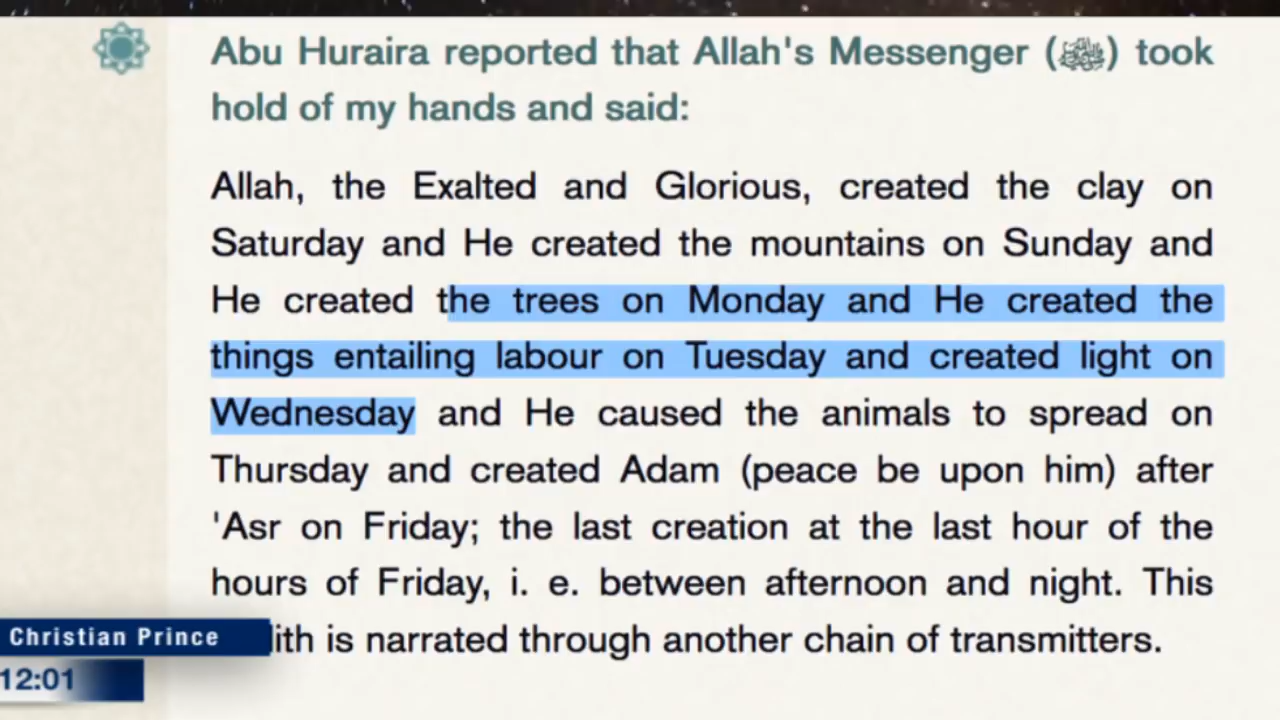 Abu Huraira reported that Allah's Messenger (ﷺ) took
hold of my hands and said:
Allah, the Exalted and Glorious, created the clay on
Saturday and He created the mountains on Sunday and
He created the trees on Monday and He created the
things entailing labour on Tuesday and created light on
Wednesday and He caused the animals to spread on
Thursday and created Adam (peace be upon him) after
'Asr on Friday; the last creation at the last hour of the
hours of Friday, i. e. between afternoon and night. This
ith is narrated through another chain of transmitters.
Christian Prince
12:01